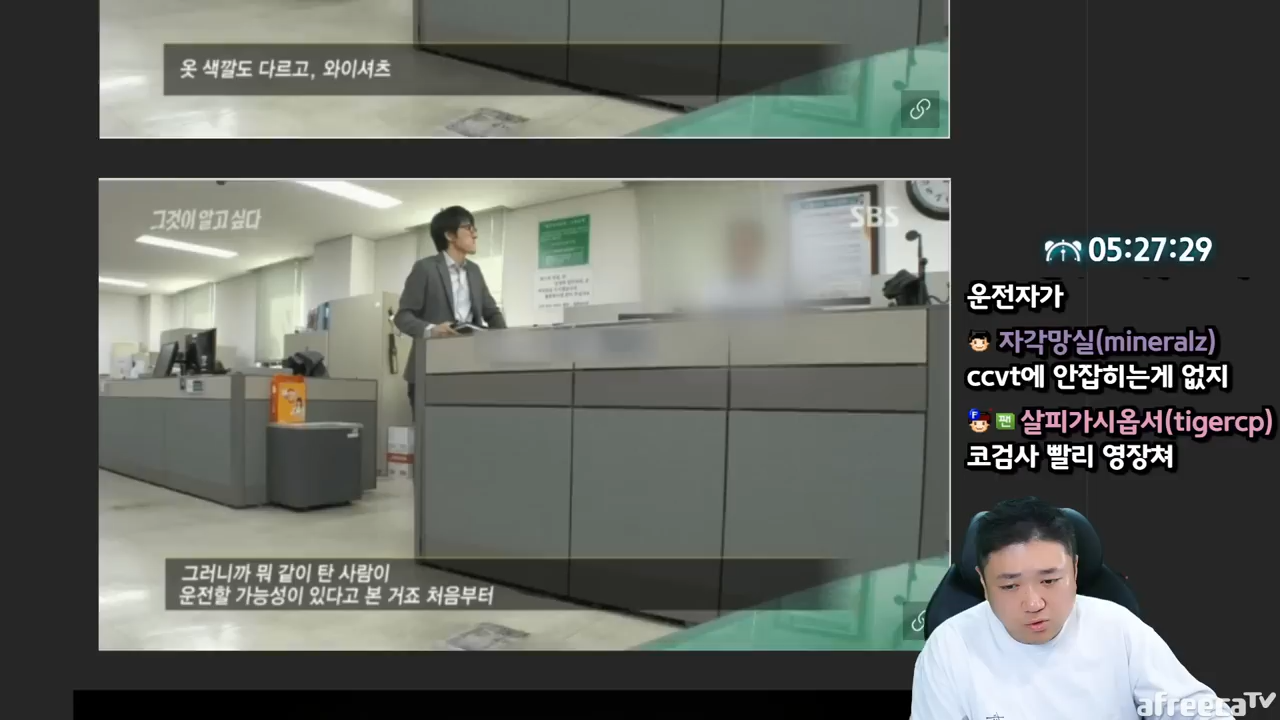 옷 색깔도 다르고, 와이셔츠
그것이 알고 싶다
SBS
05:27:29
운전자가
자각망실(mineralz)
ccvt에 안잡히는게 없지
F 팬 살피가시옵서(tigercp)
코검사 빨리 영장쳐
그러니까 뭐 같이 탄 사람이
운전할 가능성이 있다고 본 거죠 처음부터
afreecaTV